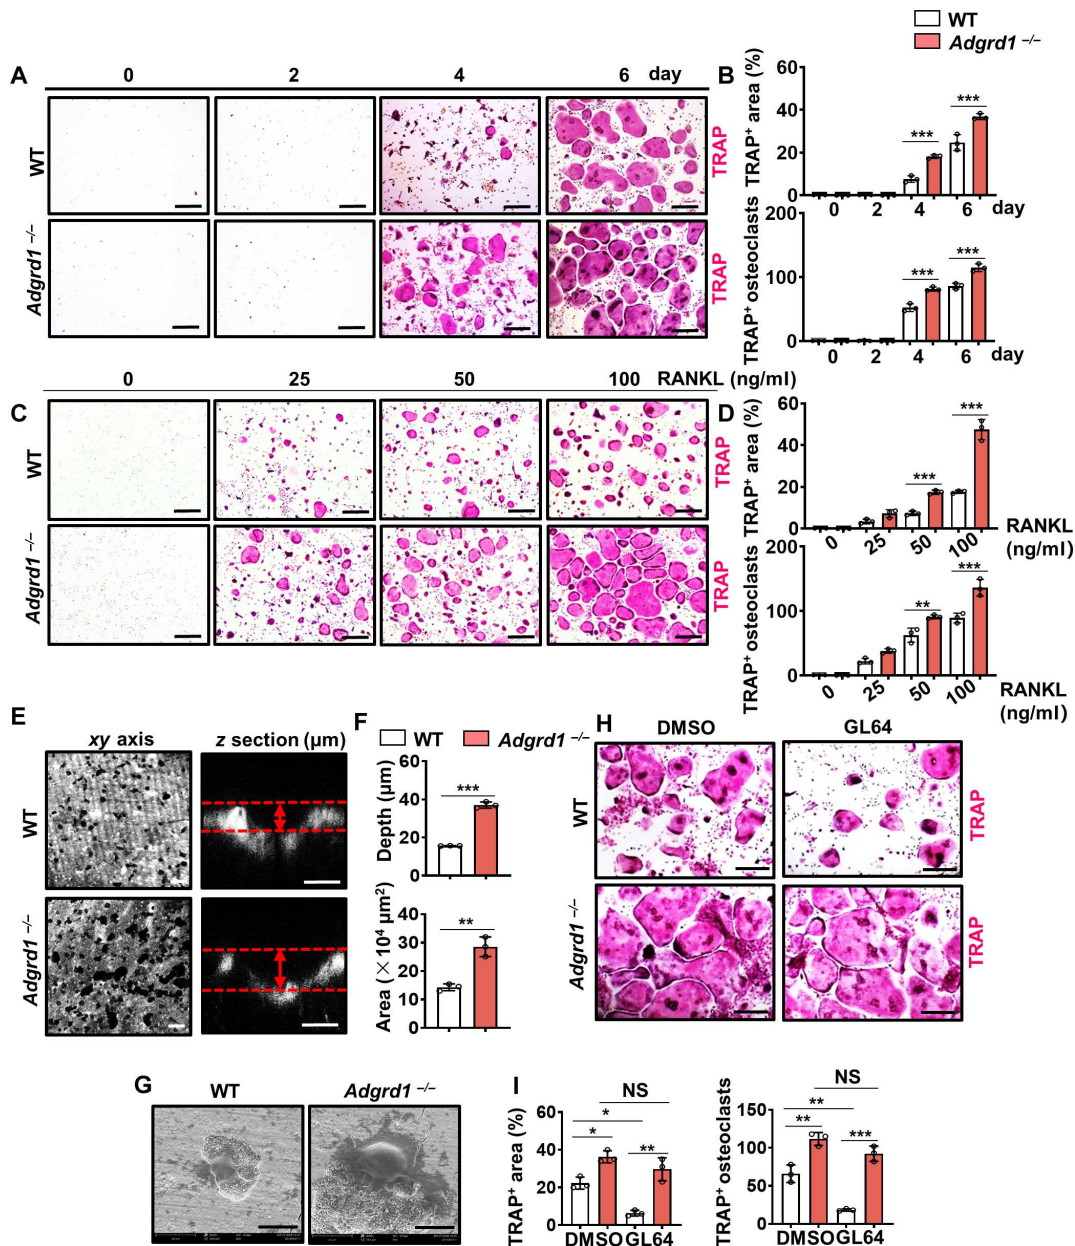 WT
Adgrd1 –/–
A
0 2 4 6 day
WT
Adgrd1 –/–
TRAP
TRAP
B
TRAP+ area (%)
60
40
20
0
***
***
0 2 4 6 day
TRAP+ osteoclasts
200
100
0
***
***
0 2 4 6 day
C
0 25 50 100 RANKL (ng/ml)
WT
Adgrd1 –/–
TRAP
TRAP
D
TRAP+ area (%)
60
40
20
0
***
***
0 25 50 100
RANKL
(ng/ml)
TRAP+ osteoclasts
200
100
0
**
***
0 25 50 100
RANKL
(ng/ml)
E
xy axis z section (μm)
WT
Adgrd1 –/–
F
WT Adgrd1 –/–
Depth (μm)
60
40
20
0
***
Area (×10⁴ μm²)
40
30
20
10
0
**
G
WT Adgrd1 –/–
H
DMSO GL64
WT
Adgrd1 –/–
TRAP
TRAP
I
TRAP+ area (%)
60
40
20
0
NS
*
*
**
DMSO GL64
TRAP+ osteoclasts
150
100
50
0
NS
**
**
***
DMSO GL64